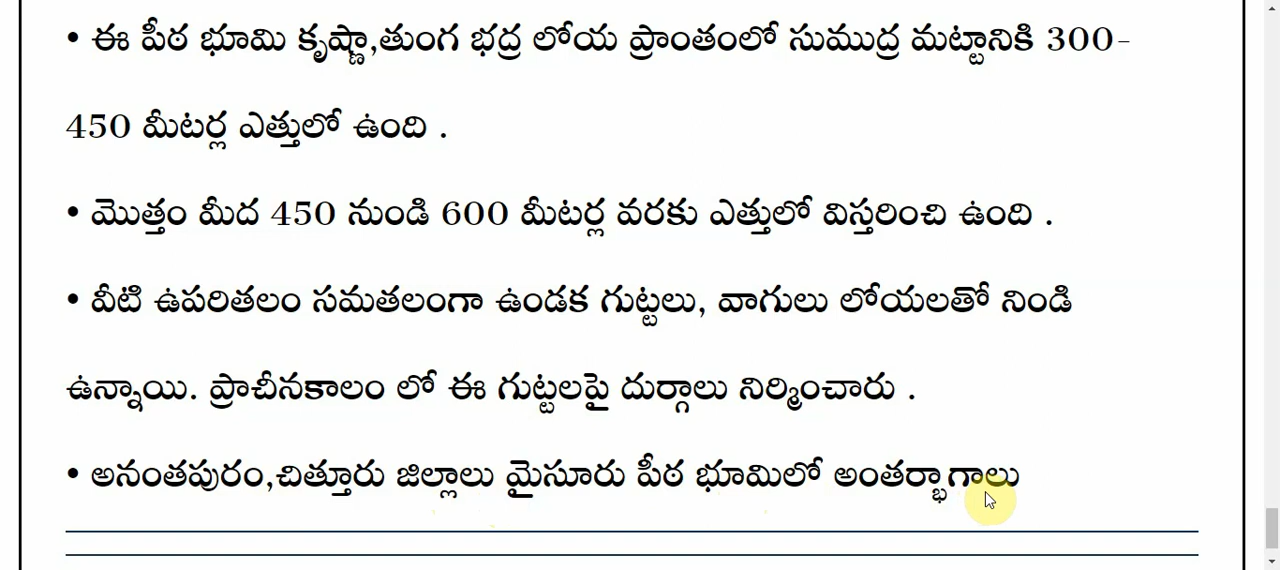 • ఈ పీఠ భూమి కృష్ణా,తుంగ భద్ర లోయ ప్రాంతంలో సుముద్ర మట్టానికి 300-
450 మీటర్ల ఎత్తులో ఉంది .
• మొత్తం మీద 450 నుండి 600 మీటర్ల వరకు ఎత్తులో విస్తరించి ఉంది .
• వీటి ఉపరితలం సమతలంగా ఉండక గుట్టలు, వాగులు లోయలతో నిండి
ఉన్నాయి. ప్రాచీనకాలం లో ఈ గుట్టలపై దుర్గాలు నిర్మించారు .
• అనంతపురం,చిత్తూరు జిల్లాలు మైసూరు పీఠ భూమిలో అంతర్భాగాలు